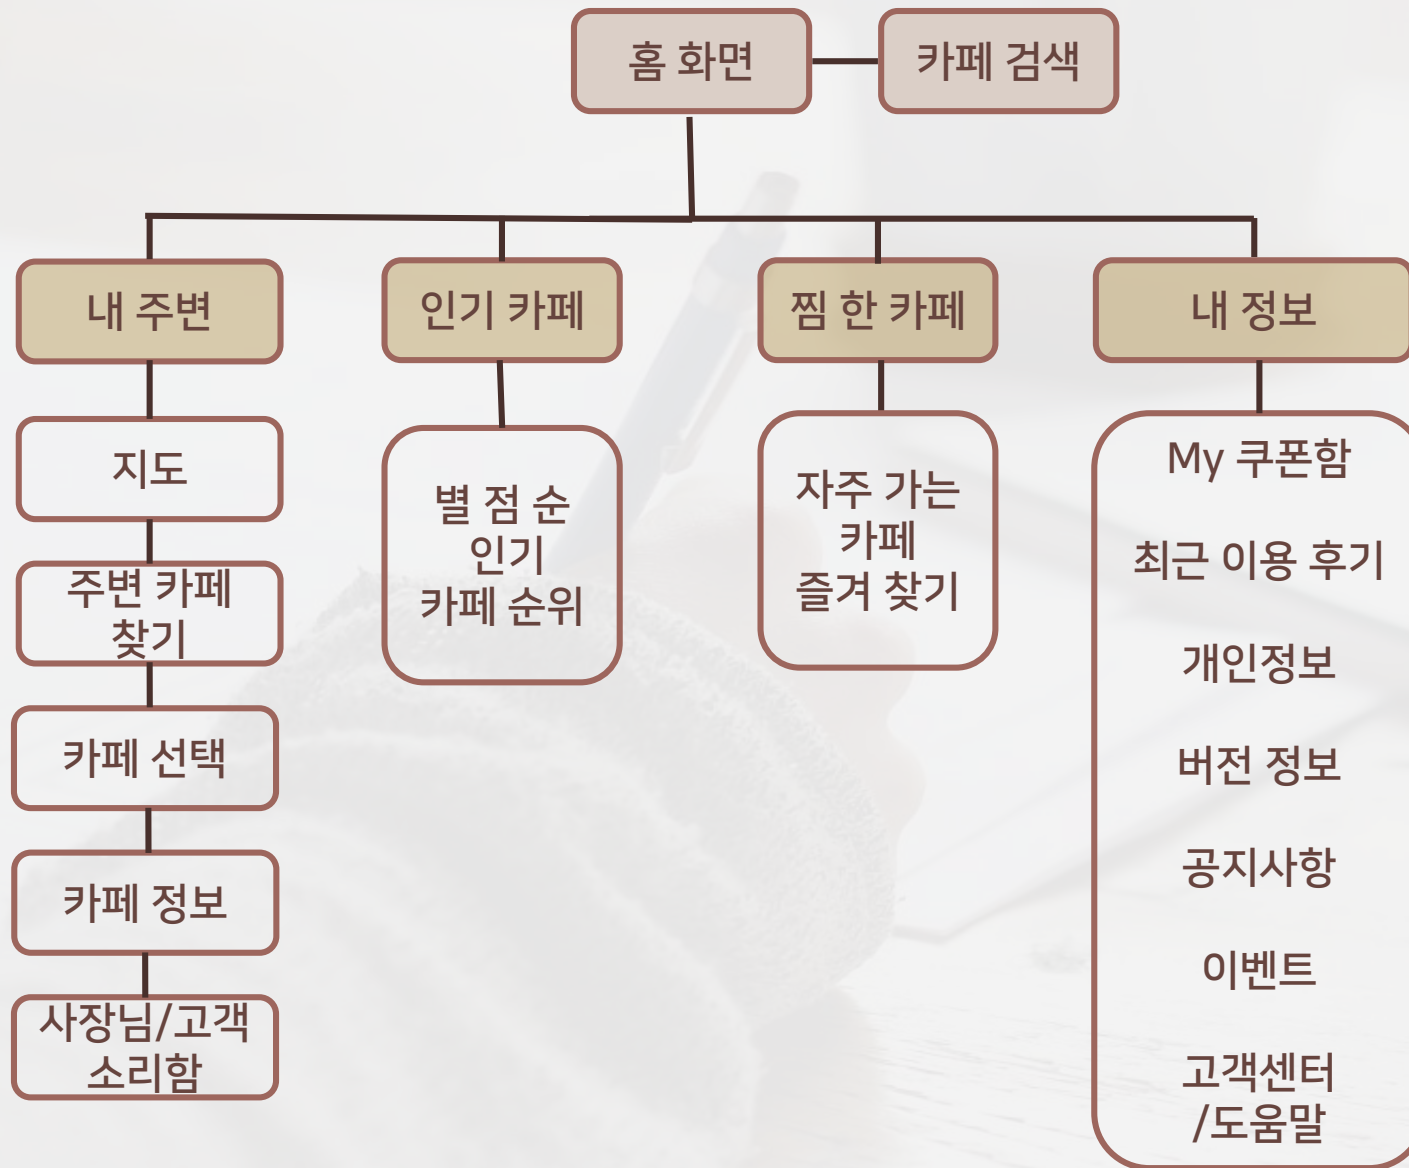 홈 화면
카페 검색
내 주변
인기 카페
찜 한 카페
내 정보
지도
주변 카페
찾기
카페 선택
카페 정보
사장님/고객
소리함
별 점 순
인기
카페 순위
자주 가는
카페
즐겨 찾기
My 쿠폰함
최근 이용 후기
개인정보
버전 정보
공지사항
이벤트
고객센터
/도움말